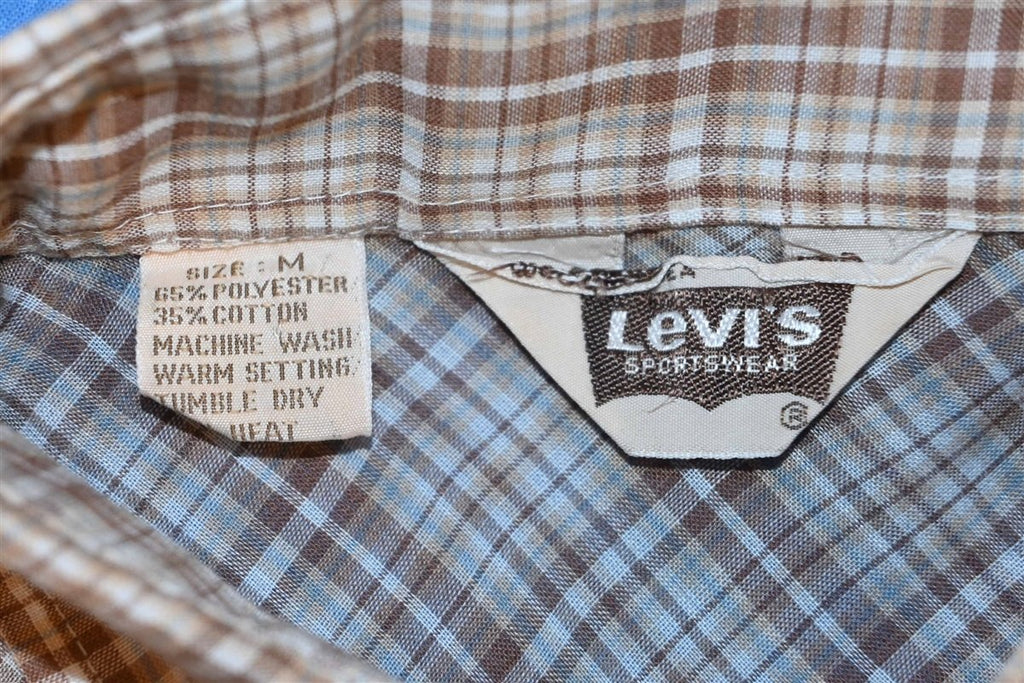 SIZE : M
65% POLYESTER
35% COTTON
MACHINE WASH
WARM SETTING
TUMBLE DRY
HEAT
Levi's
SPORTSWEAR
®